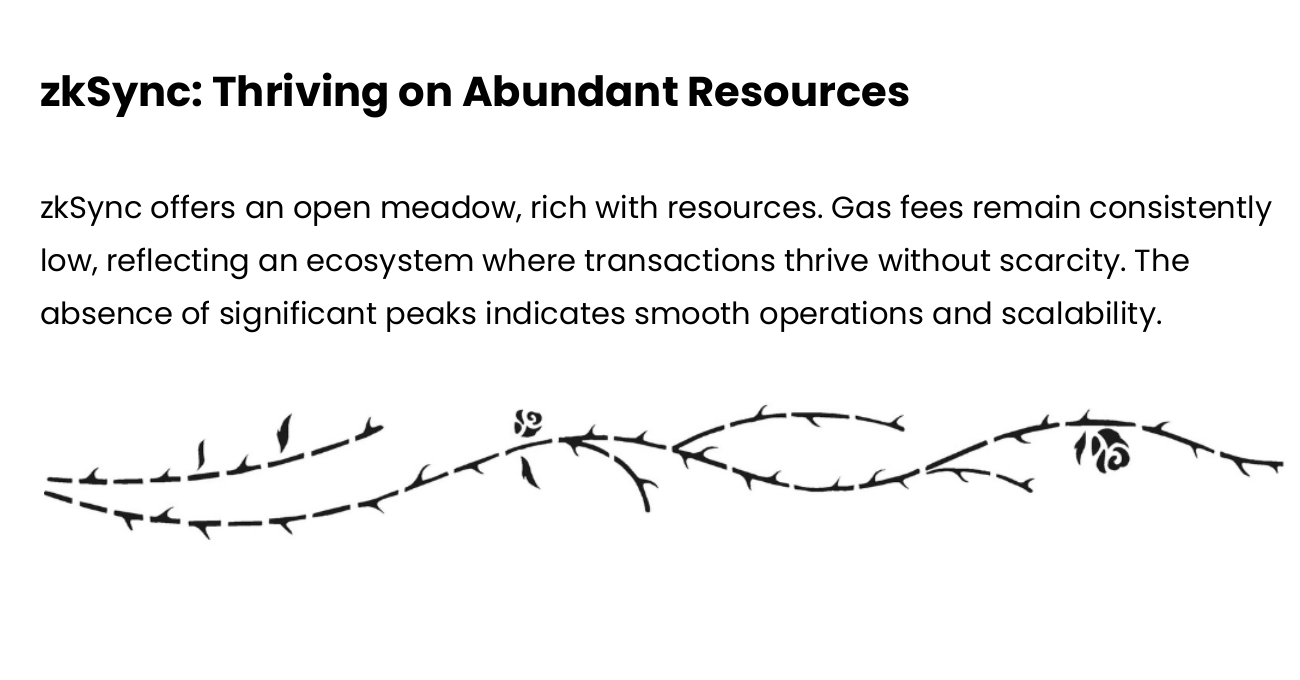 zkSync: Thriving on Abundant Resources
zkSync offers an open meadow, rich with resources. Gas fees remain consistently
low, reflecting an ecosystem where transactions thrive without scarcity. The
absence of significant peaks indicates smooth operations and scalability.